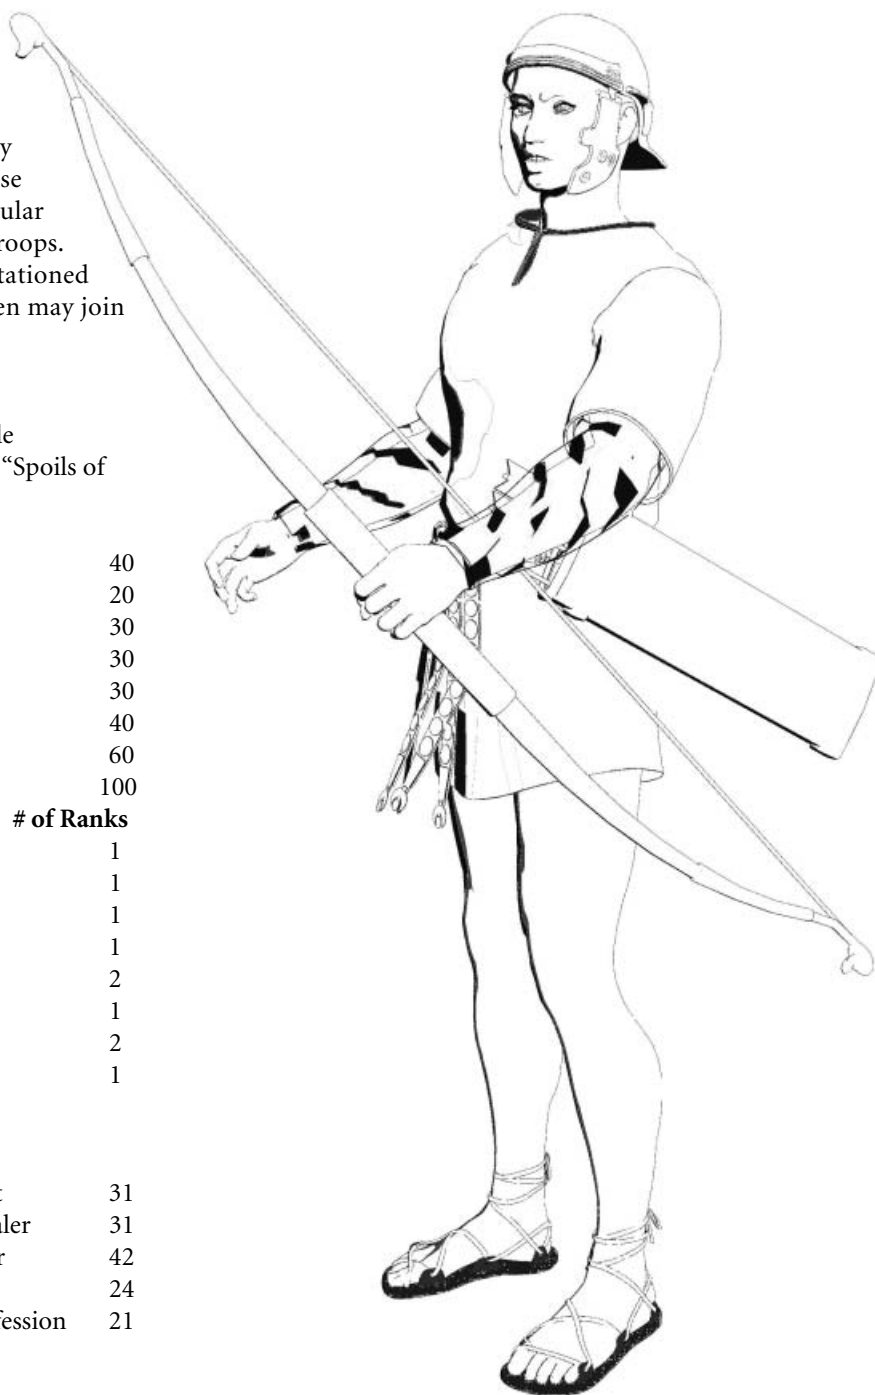 y
se
ular
roops.
tationed
en may join
le
“Spoils of
40
20
30
30
30
40
60
100
# of Ranks
1
1
1
1
2
1
2
1
t 31
aler 31
r 42
24
fession 21